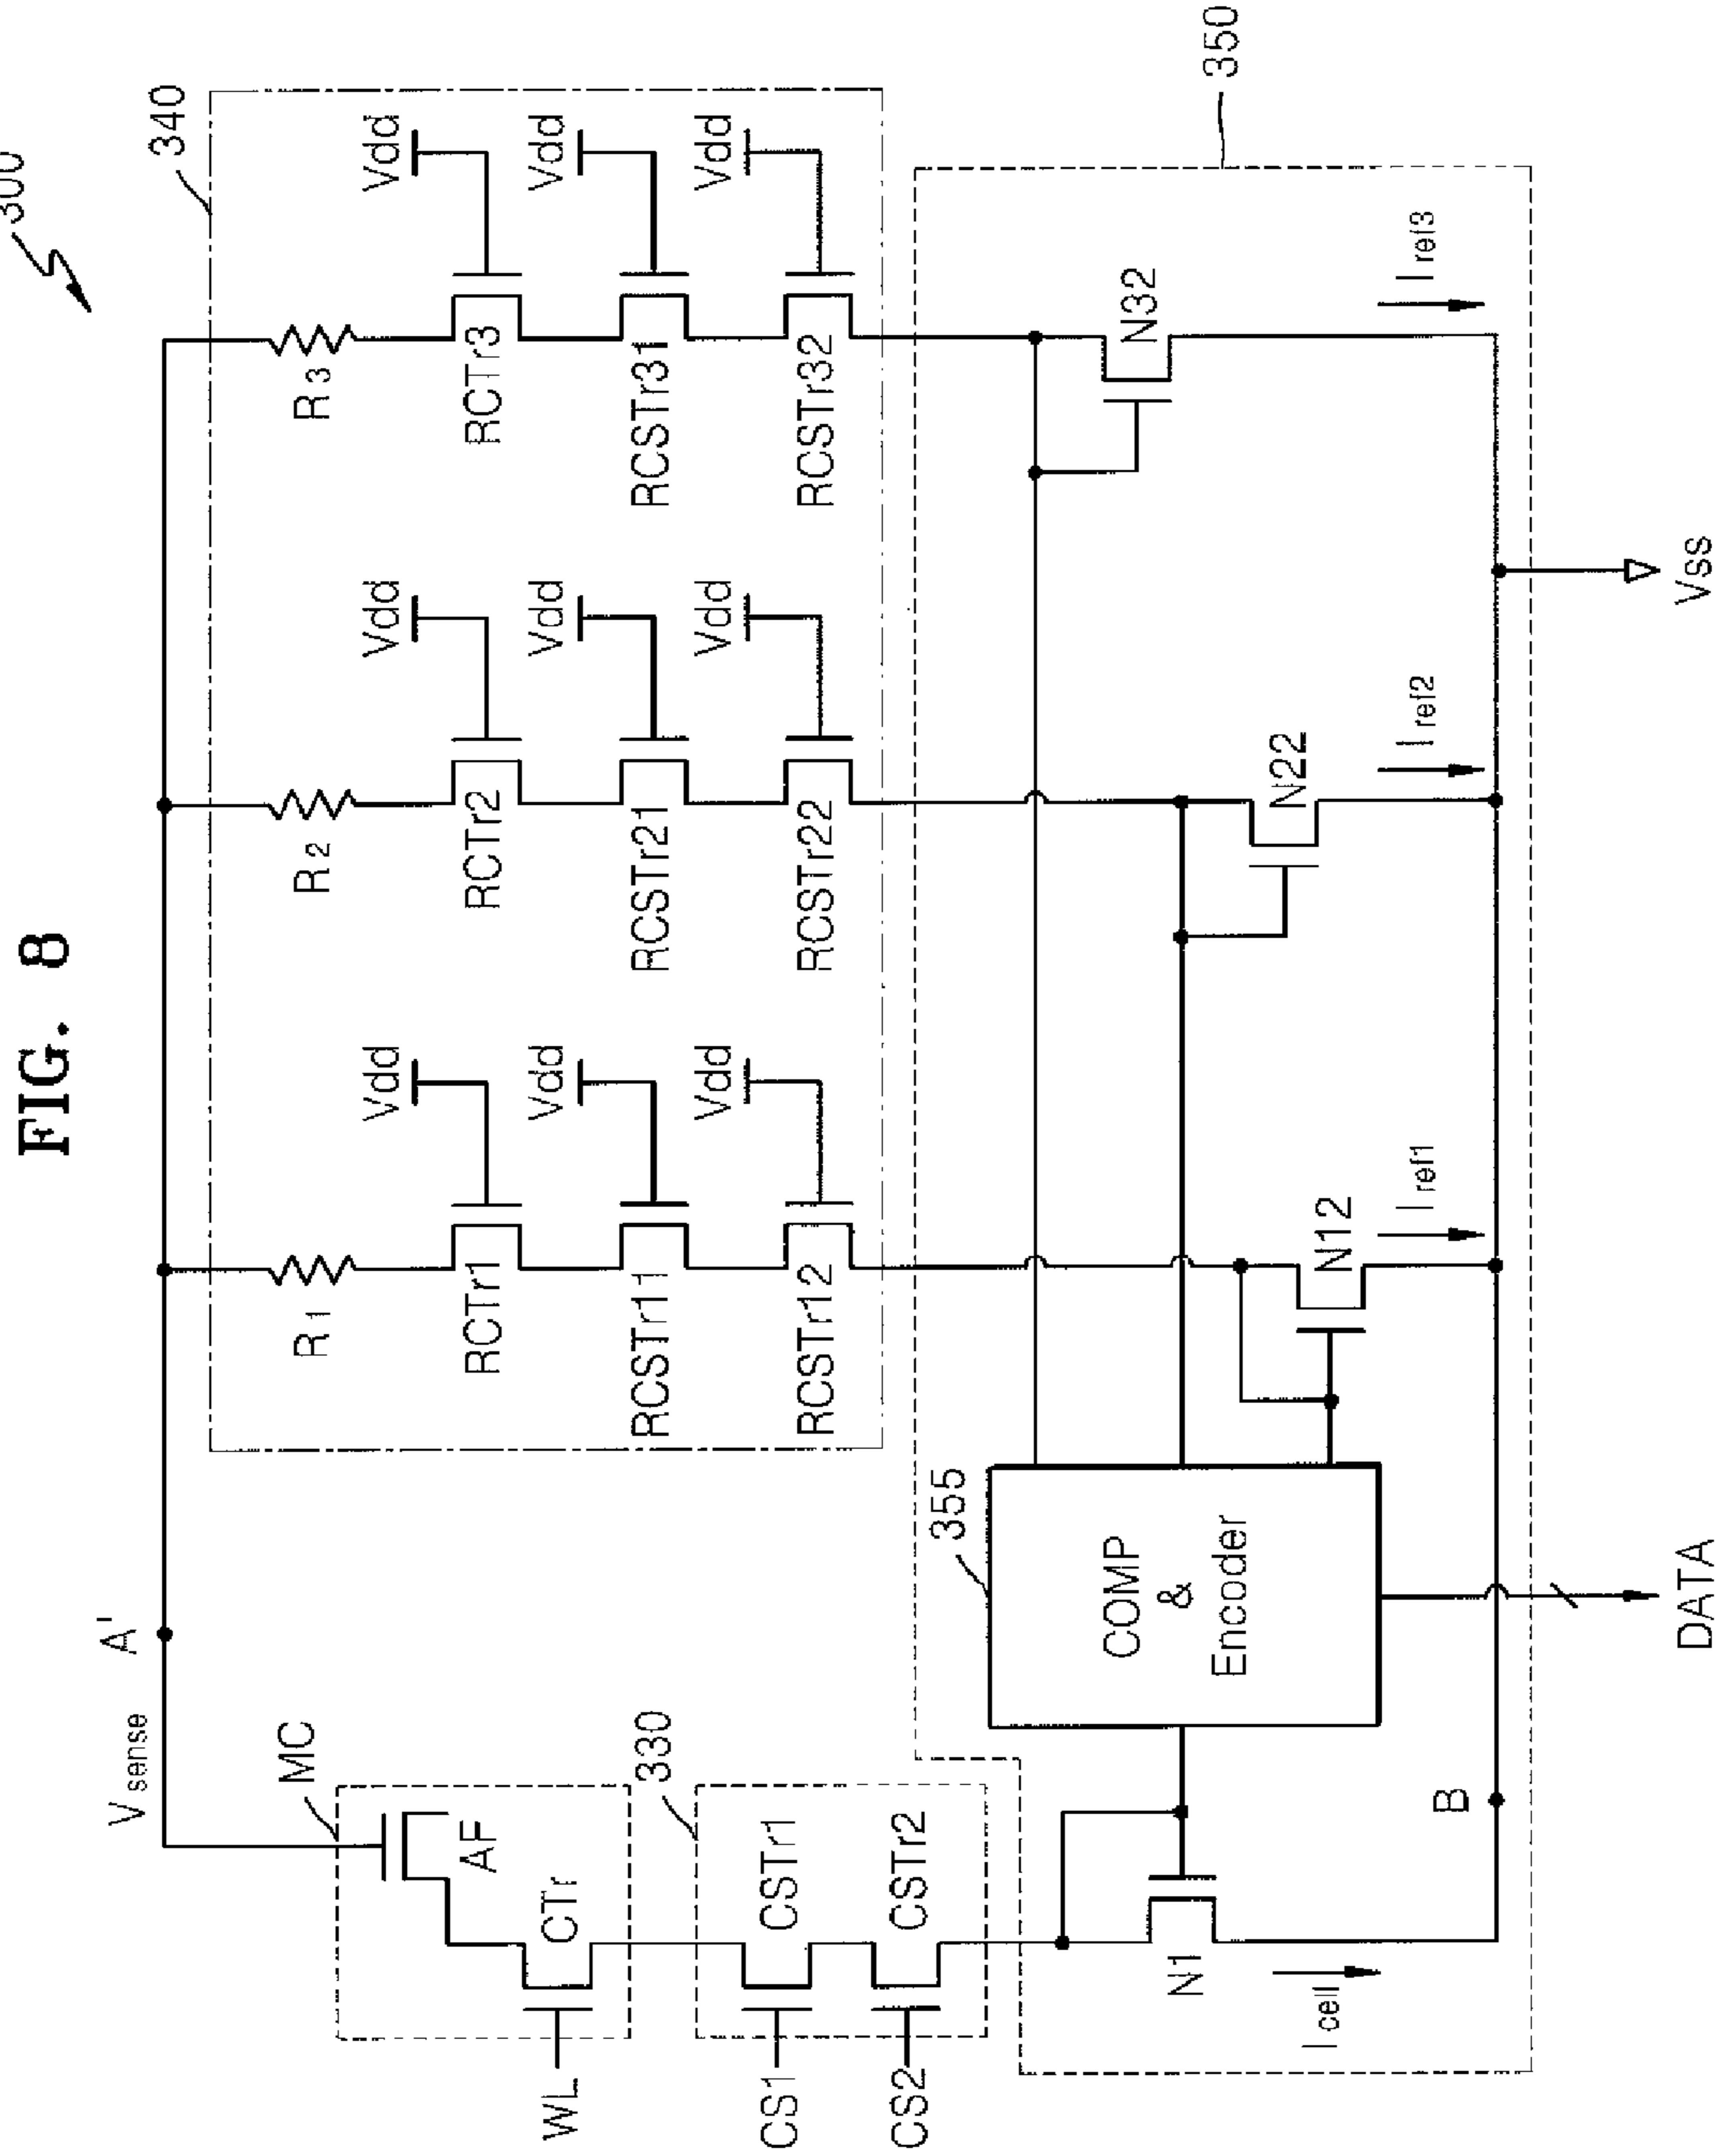 FIG. 8
300
340
Vsense
A'
R1
R2
R3
Vdd
Vdd
Vdd
RCTr1
RCTr2
RCTr3
Vdd
Vdd
Vdd
RCSTr11
RCSTr21
RCSTr31
Vdd
Vdd
Vdd
RCSTr12
RCSTr22
RCSTr32
MC
AF
CTr
WL
330
CSTr1
CSTr2
CS1
CS2
350
355
COMP
&
Encoder
N1
N12
N22
N32
Icell
Iref1
Iref2
Iref3
B
DATA
Vss